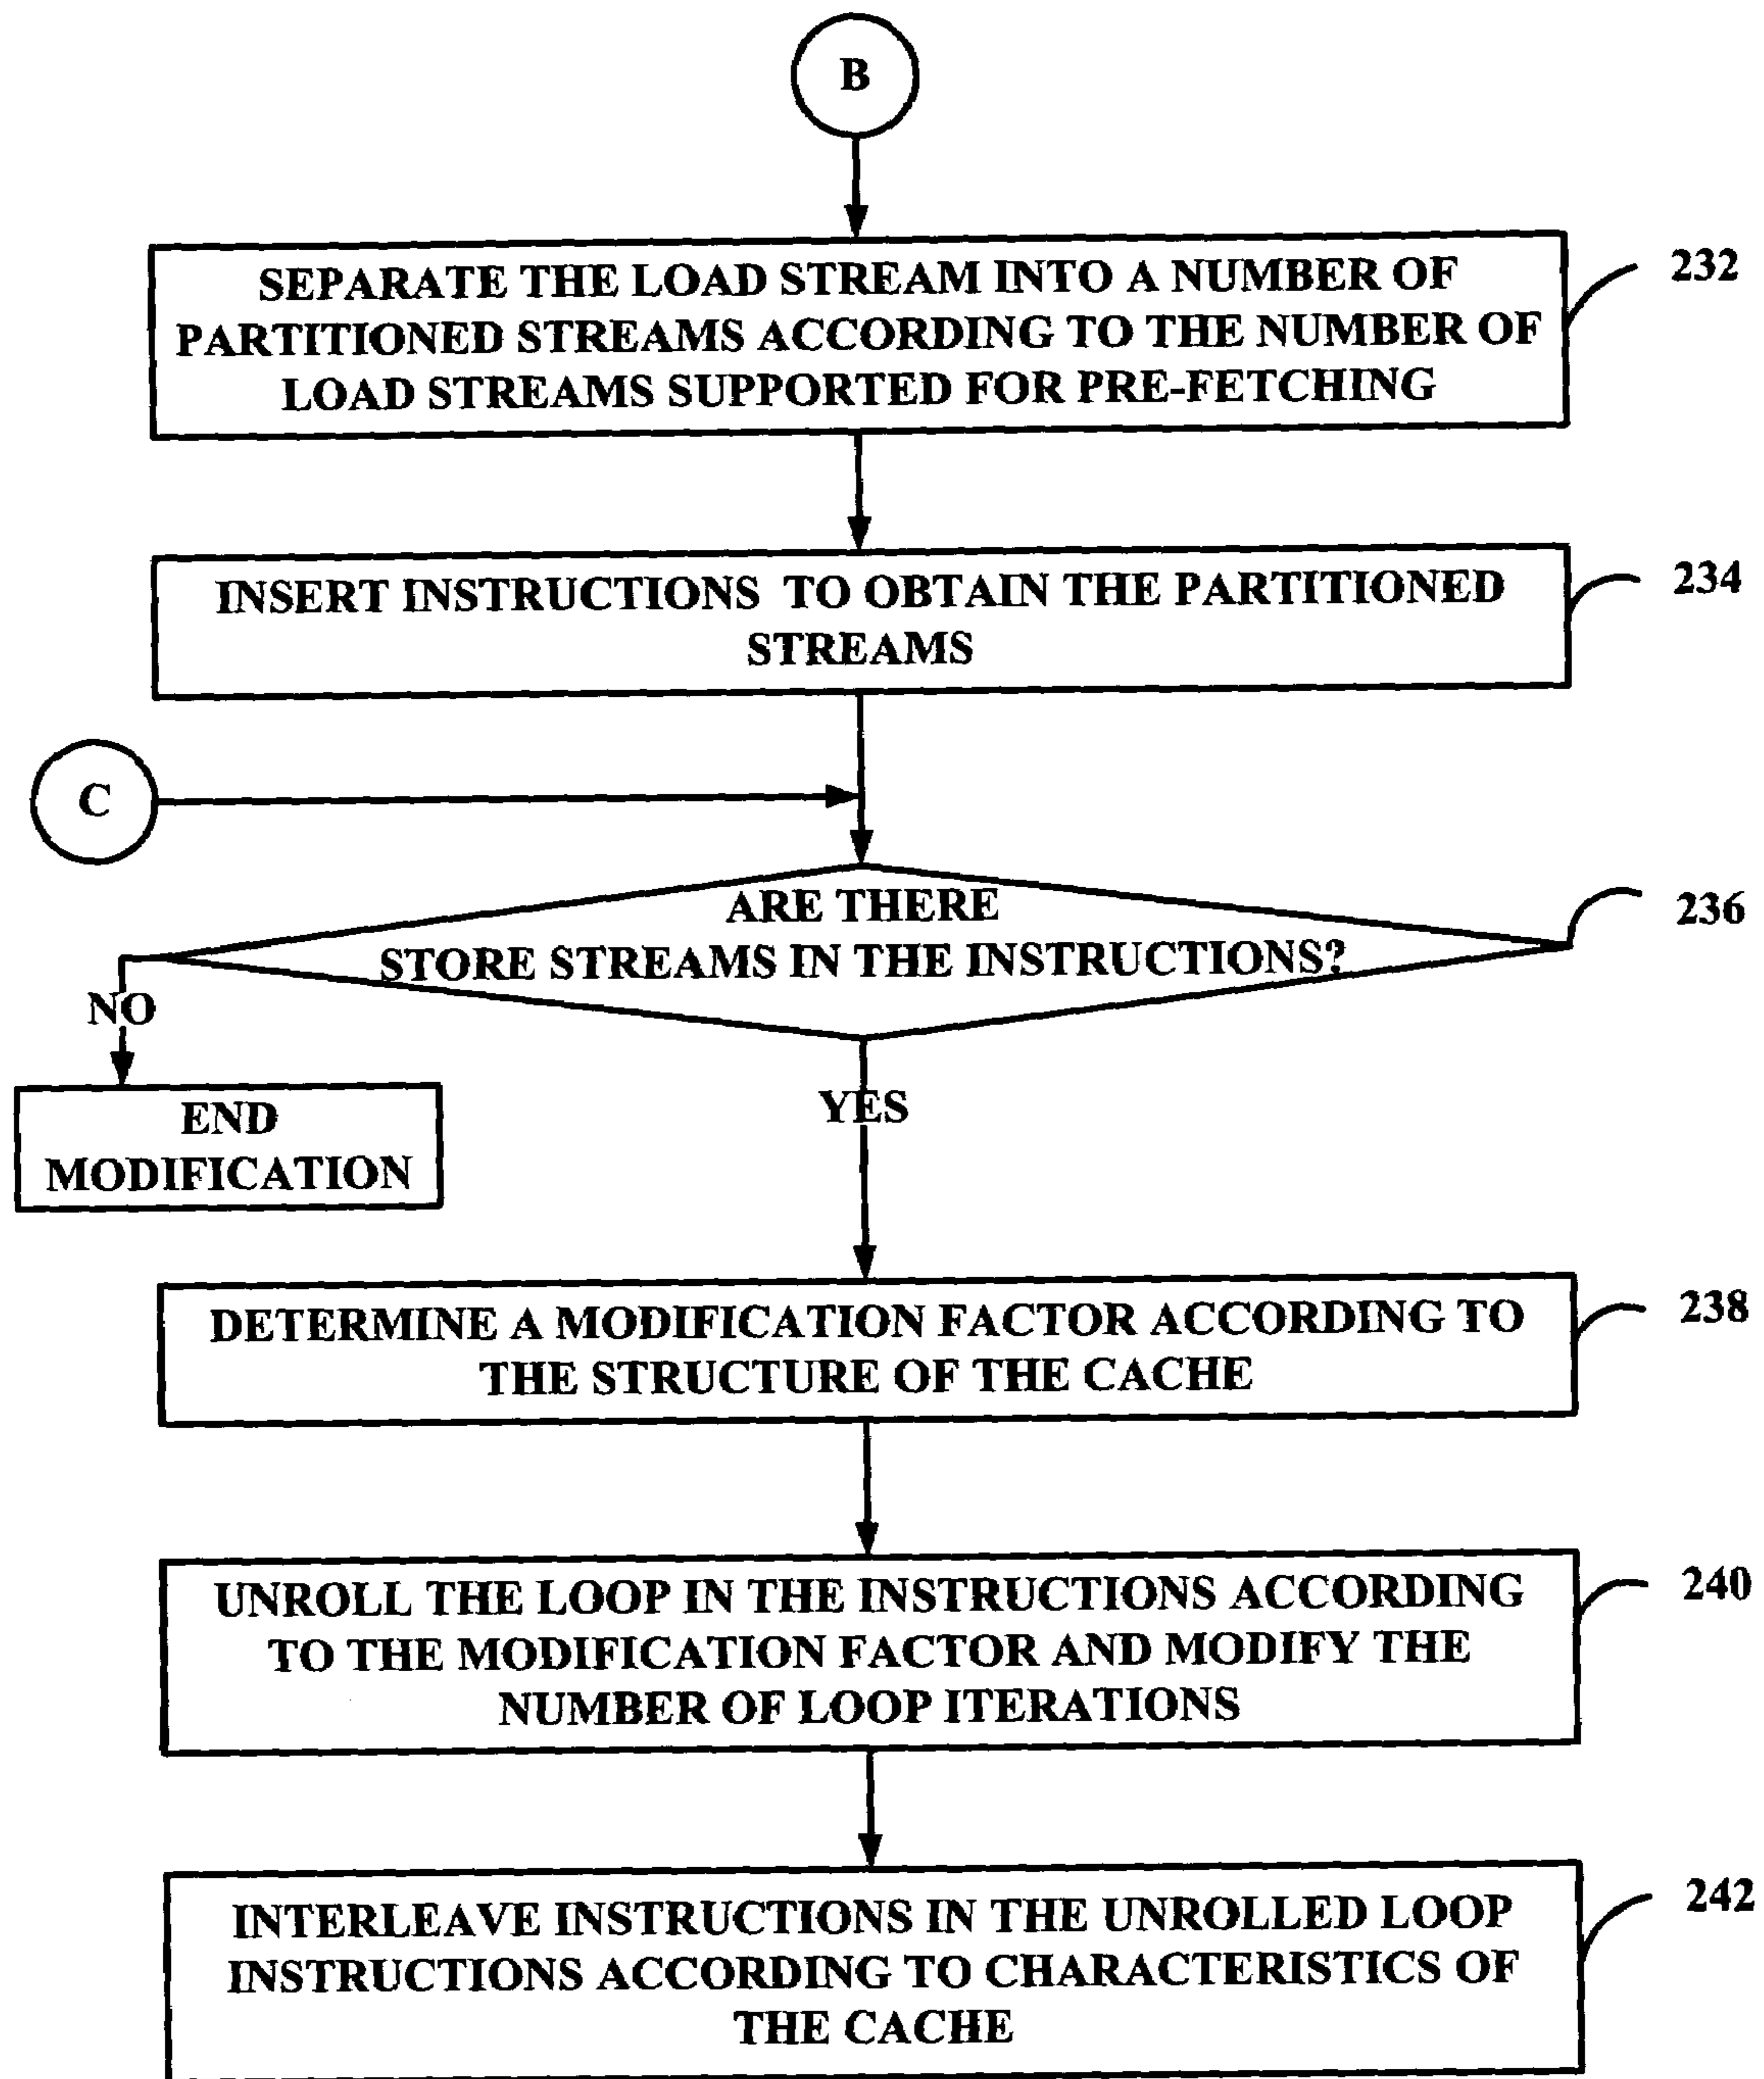 B
SEPARATE THE LOAD STREAM INTO A NUMBER OF
PARTITIONED STREAMS ACCORDING TO THE NUMBER OF
LOAD STREAMS SUPPORTED FOR PRE-FETCHING
232
INSERT INSTRUCTIONS TO OBTAIN THE PARTITIONED
STREAMS
234
C
ARE THERE
STORE STREAMS IN THE INSTRUCTIONS?
236
NO
END
MODIFICATION
YES
DETERMINE A MODIFICATION FACTOR ACCORDING TO
THE STRUCTURE OF THE CACHE
238
UNROLL THE LOOP IN THE INSTRUCTIONS ACCORDING
TO THE MODIFICATION FACTOR AND MODIFY THE
NUMBER OF LOOP ITERATIONS
240
INTERLEAVE INSTRUCTIONS IN THE UNROLLED LOOP
INSTRUCTIONS ACCORDING TO CHARACTERISTICS OF
THE CACHE
242